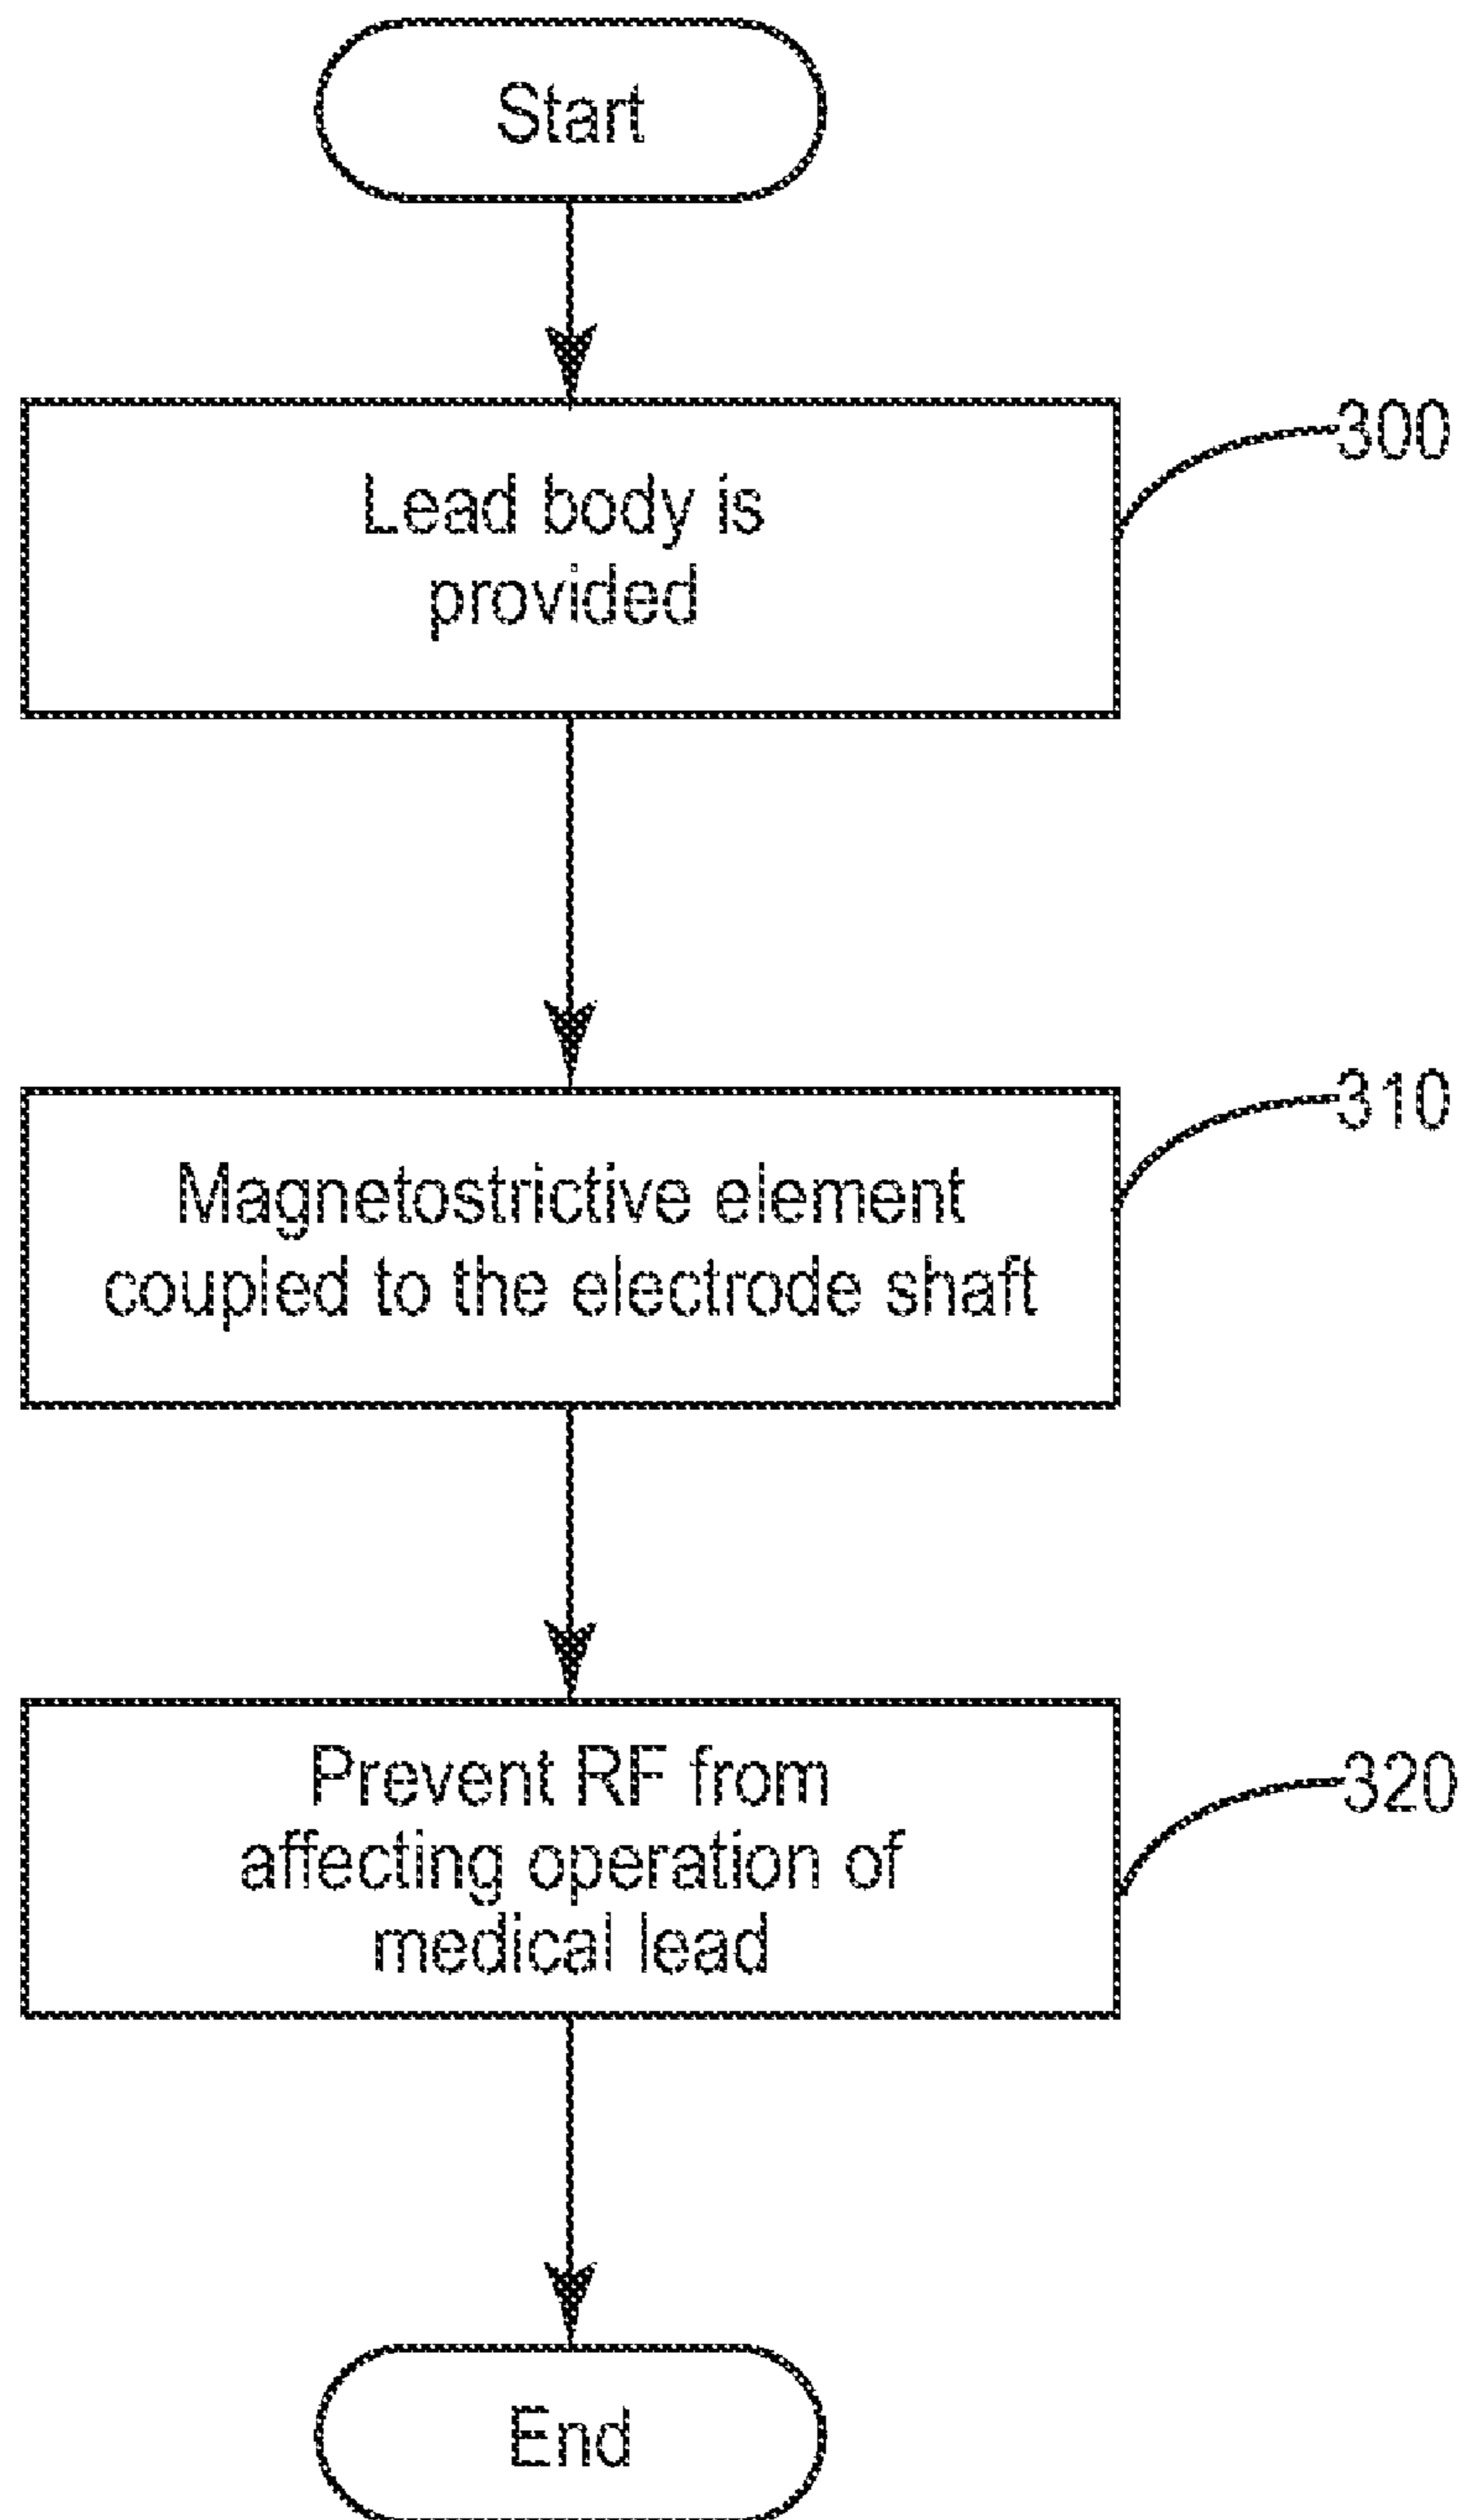 Start
300
Lead body is
provided
310
Magnetostrictive element
coupled to the electrode shaft
320
Prevent RF from
affecting operation of
medical lead
End